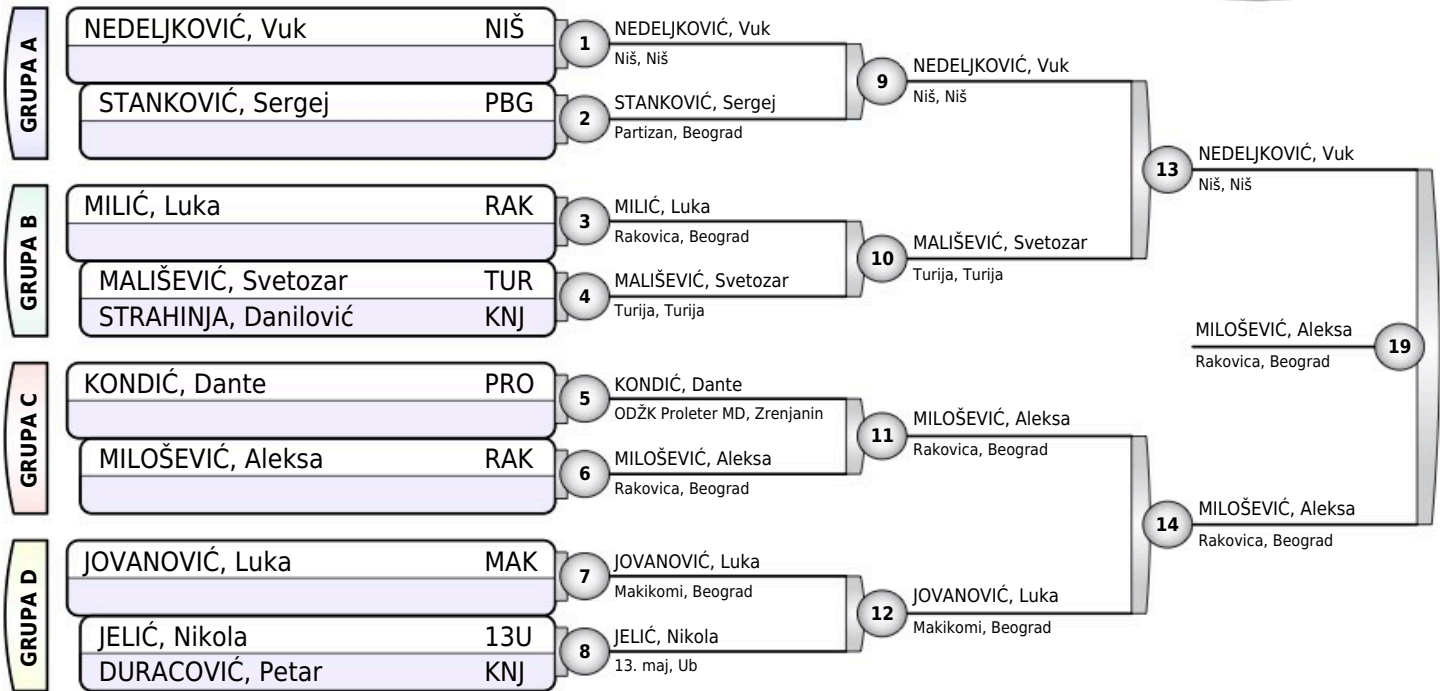 GRUPA A
NEDELJKOVIĆ, Vuk NIŠ
STANKOVIĆ, Sergej PBG
GRUPA B
MILIĆ, Luka RAK
MALIŠEVIĆ, Svetozar TUR
STRAHINJA, Danilović KNJ
GRUPA C
KONDIĆ, Dante PRO
MILOŠEVIĆ, Aleksa RAK
GRUPA D
JOVANOVIĆ, Luka MAK
JELIĆ, Nikola 13U
DURACOVIĆ, Petar KNJ
1
NEDELJKOVIĆ, Vuk
Niš, Niš
2
STANKOVIĆ, Sergej
Partizan, Beograd
3
MILIĆ, Luka
Rakovica, Beograd
4
MALIŠEVIĆ, Svetozar
Turija, Turija
5
KONDIĆ, Dante
ODŽK Proleter MD, Zrenjanin
6
MILOŠEVIĆ, Aleksa
Rakovica, Beograd
7
JOVANOVIĆ, Luka
Makikomi, Beograd
8
JELIĆ, Nikola
13. maj, Ub
9
NEDELJKOVIĆ, Vuk
Niš, Niš
10
MALIŠEVIĆ, Svetozar
Turija, Turija
11
MILOŠEVIĆ, Aleksa
Rakovica, Beograd
12
JOVANOVIĆ, Luka
Makikomi, Beograd
13
NEDELJKOVIĆ, Vuk
Niš, Niš
14
MILOŠEVIĆ, Aleksa
Rakovica, Beograd
MILOŠEVIĆ, Aleksa
Rakovica, Beograd
19